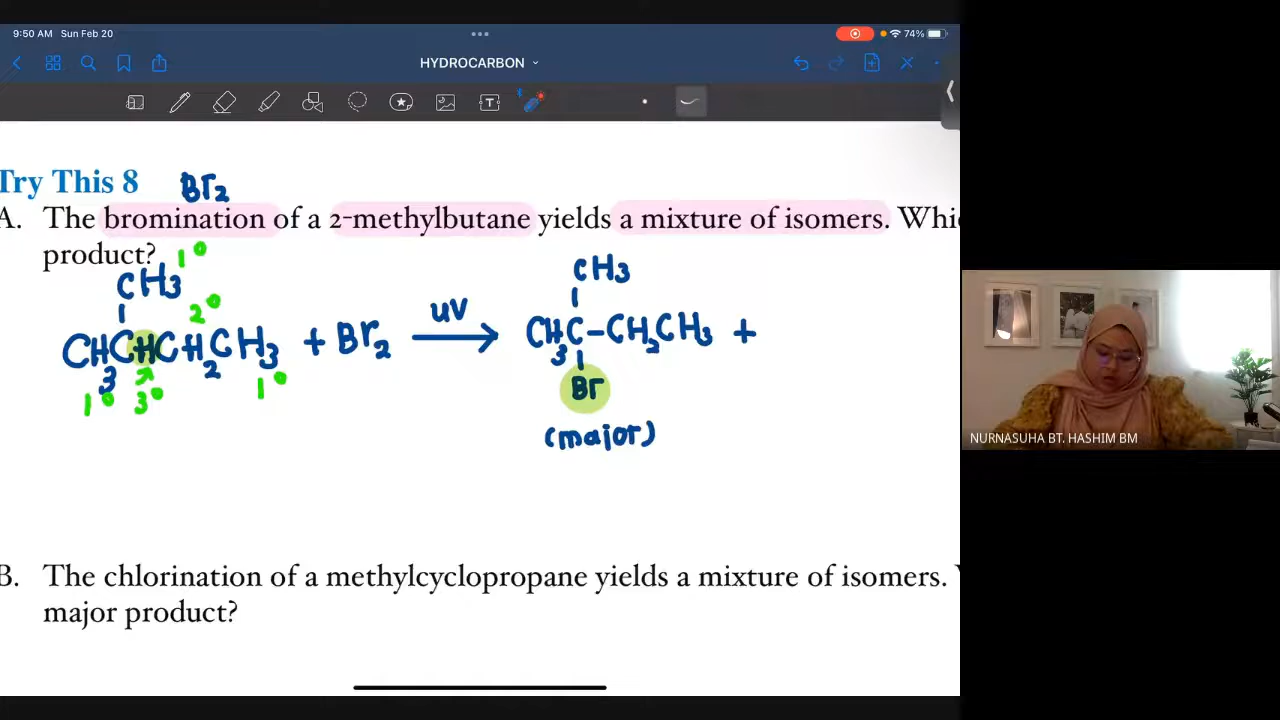 9:50 AM Sun Feb 20
74%
HYDROCARBON
Try This 8
Br2
A. The bromination of a 2-methylbutane yields a mixture of isomers. Whi
product?
1°
CH3
2°
CH3CHCH2CH3 + Br2
1° 3° 1°
uv
CH3
CH3C-CH2CH3 +
Br
(major)
NURNASUHA BT. HASHIM BM
B. The chlorination of a methylcyclopropane yields a mixture of isomers.
major product?